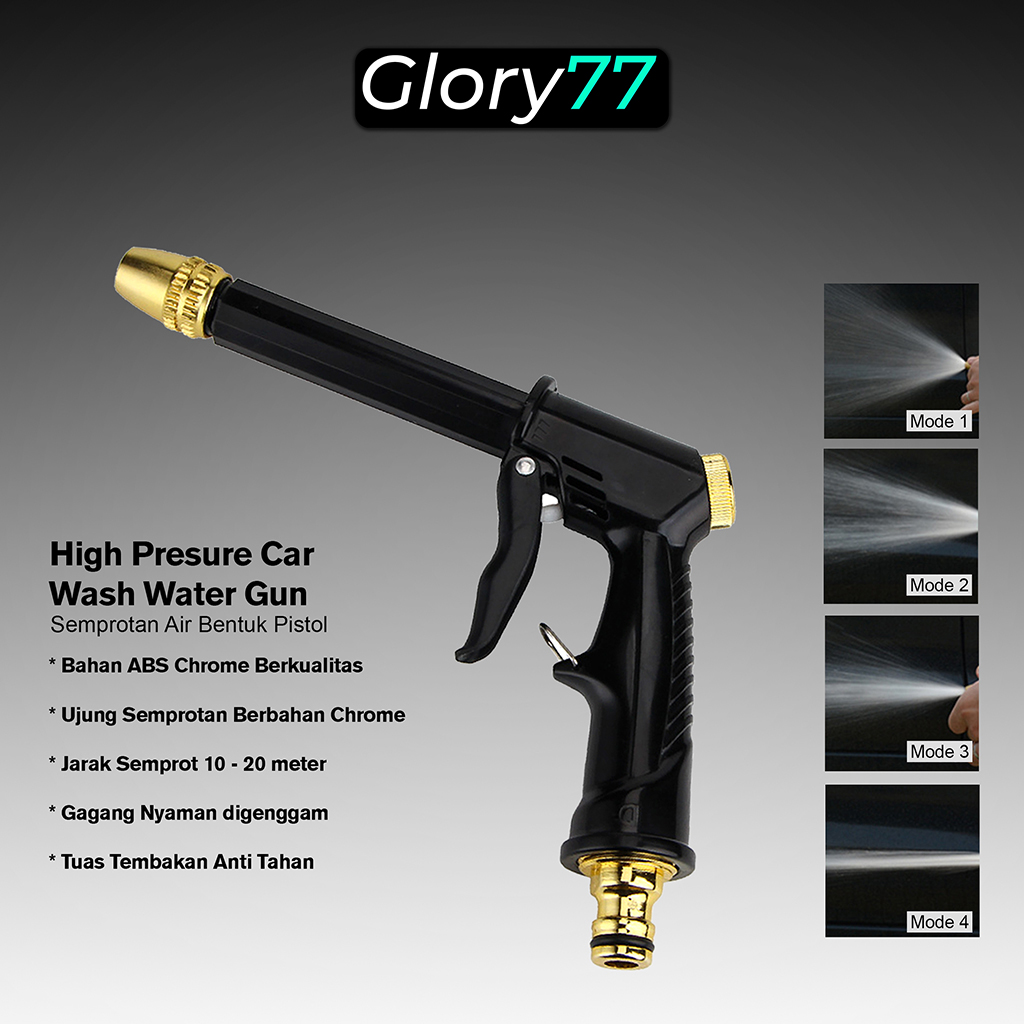 Glory77
High Presure Car
Wash Water Gun
Semprotan Air Bentuk Pistol
* Bahan ABS Chrome Berkualitas
* Ujung Semprotan Berbahan Chrome
* Jarak Semprot 10 - 20 meter
* Gagang Nyaman digenggam
* Tuas Tembakan Anti Tahan
Mode 1
Mode 2
Mode 3
Mode 4